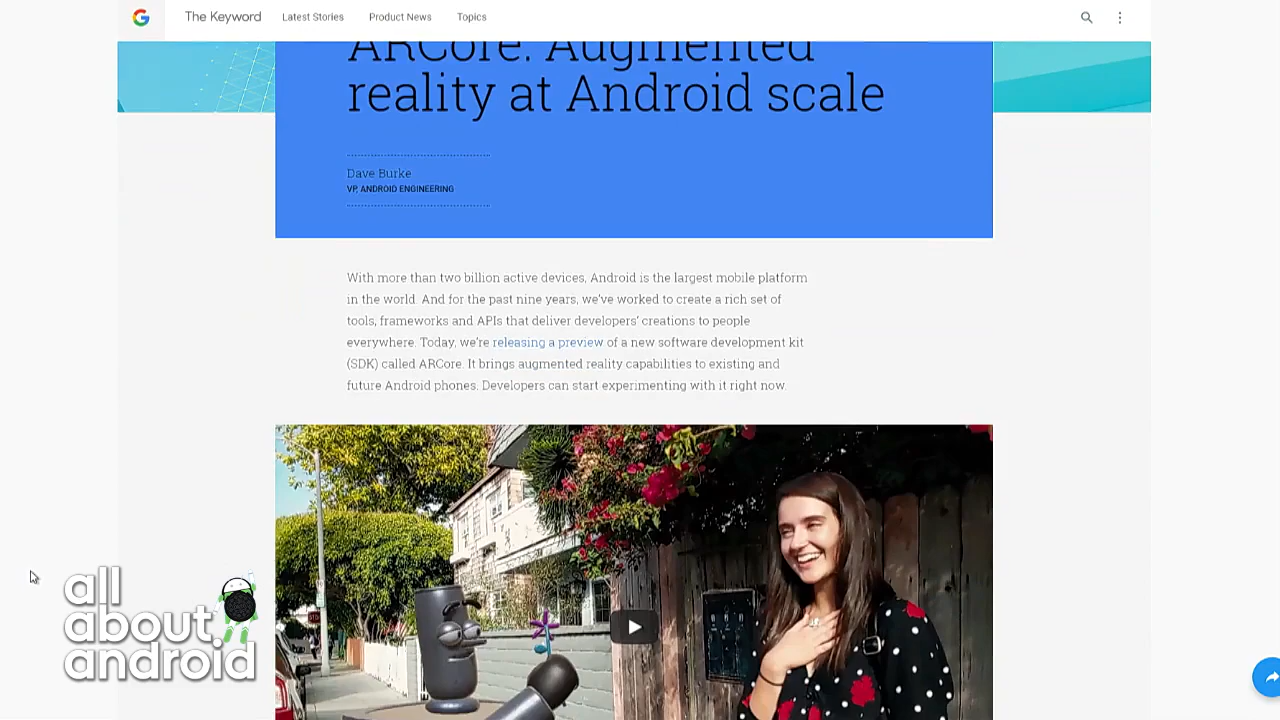 The Keyword Latest Stories Product News Topics
ARCore: Augmented
reality at Android scale
Dave Burke
VP, ANDROID ENGINEERING
With more than two billion active devices, Android is the largest mobile platform
in the world. And for the past nine years, we've worked to create a rich set of
tools, frameworks and APIs that deliver developers' creations to people
everywhere. Today, we're releasing a preview of a new software development kit
(SDK) called ARCore. It brings augmented reality capabilities to existing and
future Android phones. Developers can start experimenting with it right now.
STOP
all
about
android